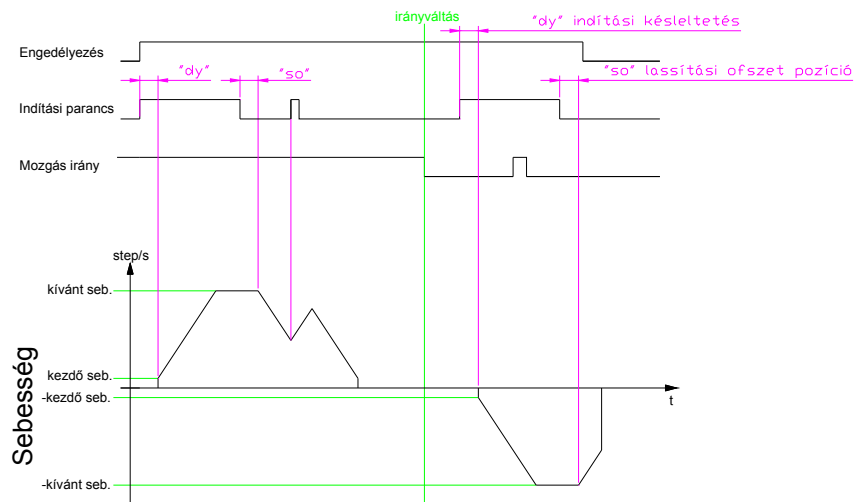 irányváltás
"dy" indítási késleltetés
Engedélyezés
"dy"
"so"
"so" lassítási ofszet pozíció
Indítási parancs
Mozgás irány
step/s
kívánt seb.
kezdő seb.
-kezdő seb.
t
-kívánt seb.
Sebesség